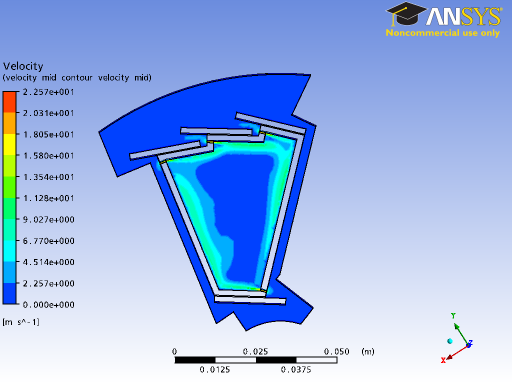 ANSYS
Noncommercial use only
Velocity
(velocity mid contour velocity mid)
2.257e+001
2.031e+001
1.805e+001
1.580e+001
1.354e+001
1.128e+001
9.027e+000
6.770e+000
4.514e+000
2.257e+000
0.000e+000
[m s^-1]
0 0.025 0.050 (m)
0.0125 0.0375
Y
Z
X